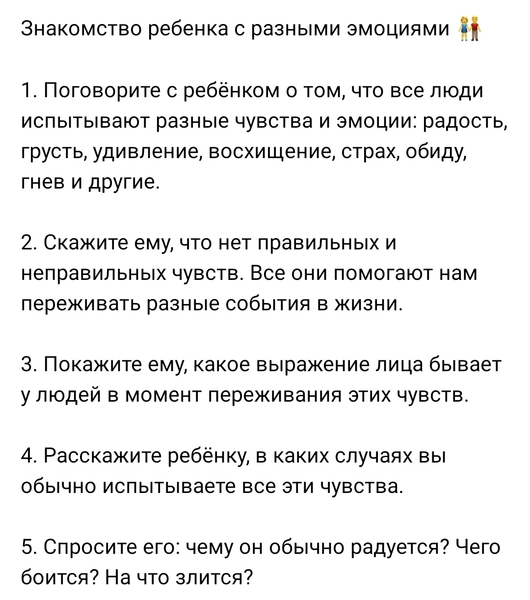 Знакомство ребенка с разными эмоциями 👫
1. Поговорите с ребёнком о том, что все люди
испытывают разные чувства и эмоции: радость,
грусть, удивление, восхищение, страх, обиду,
гнев и другие.
2. Скажите ему, что нет правильных и
неправильных чувств. Все они помогают нам
переживать разные события в жизни.
3. Покажите ему, какое выражение лица бывает
у людей в момент переживания этих чувств.
4. Расскажите ребёнку, в каких случаях вы
обычно испытываете все эти чувства.
5. Спросите его: чему он обычно радуется? Чего
боится? На что злится?